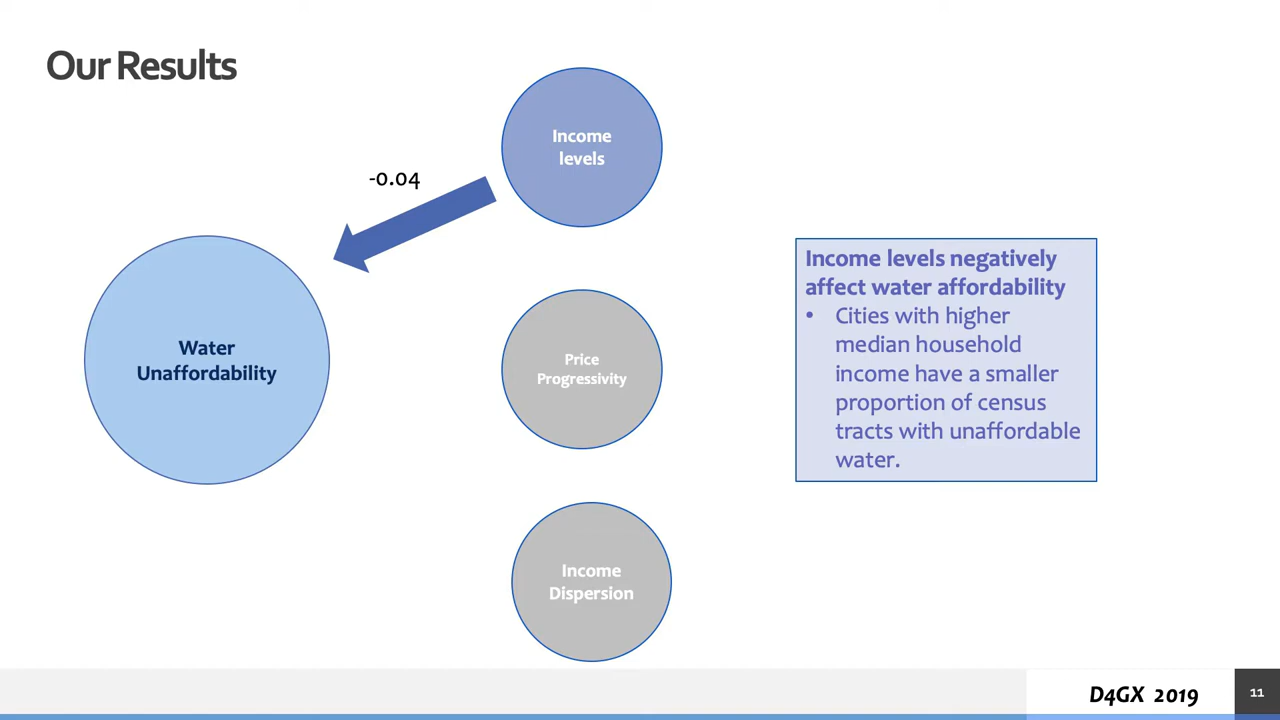 Our Results
Income
levels
-0.04
Water
Unaffordability
Price
Progressivity
Income
Dispersion
Income levels negatively
affect water affordability
• Cities with higher
median household
income have a smaller
proportion of census
tracts with unaffordable
water.
D4GX 2019
11